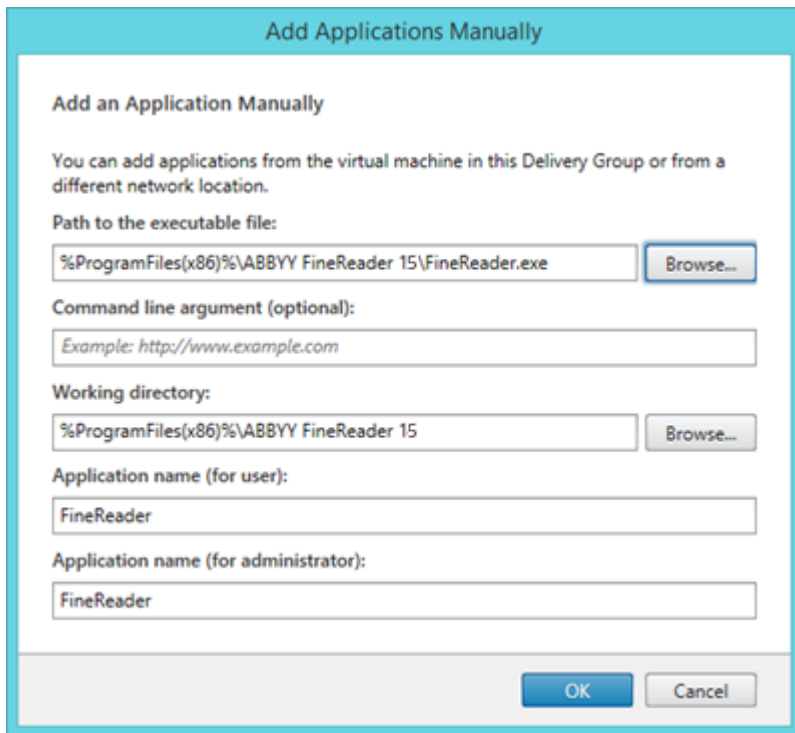 Add Applications Manually
Add an Application Manually
You can add applications from the virtual machine in this Delivery Group or from a
different network location.
Path to the executable file:
%ProgramFiles(x86)%\ABBYY FineReader 15\FineReader.exe
Browse...
Command line argument (optional):
Example: http://www.example.com
Working directory:
%ProgramFiles(x86)%\ABBYY FineReader 15
Browse...
Application name (for user):
FineReader
Application name (for administrator):
FineReader
OK
Cancel